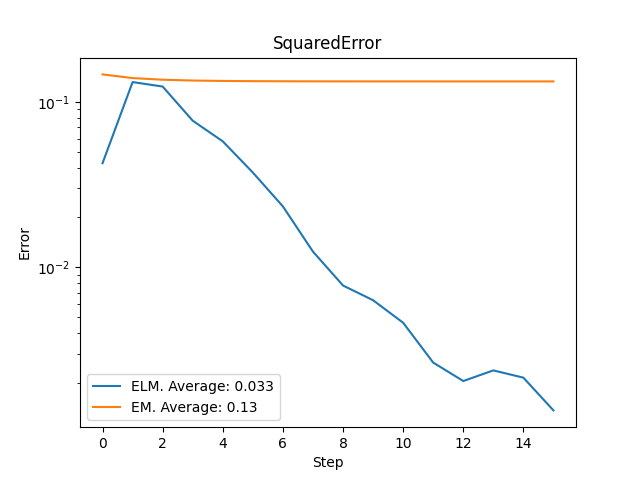 SquaredError
Error
10⁻¹
10⁻²
ELM. Average: 0.033
EM. Average: 0.13
0 2 4 6 8 10 12 14
Step